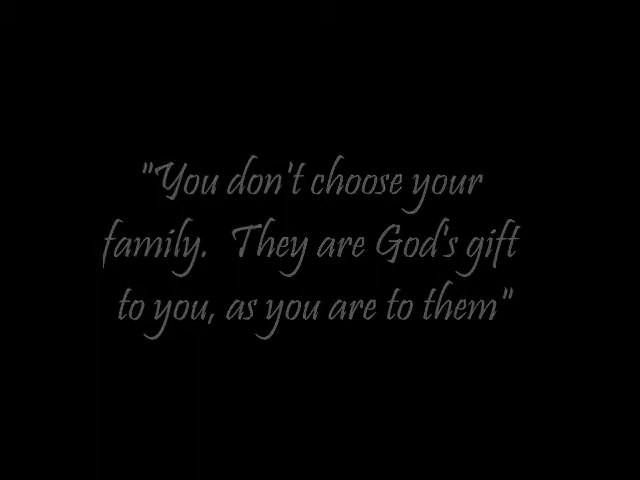 "You don't choose your
family.  They are God's gift
to you, as you are to them"